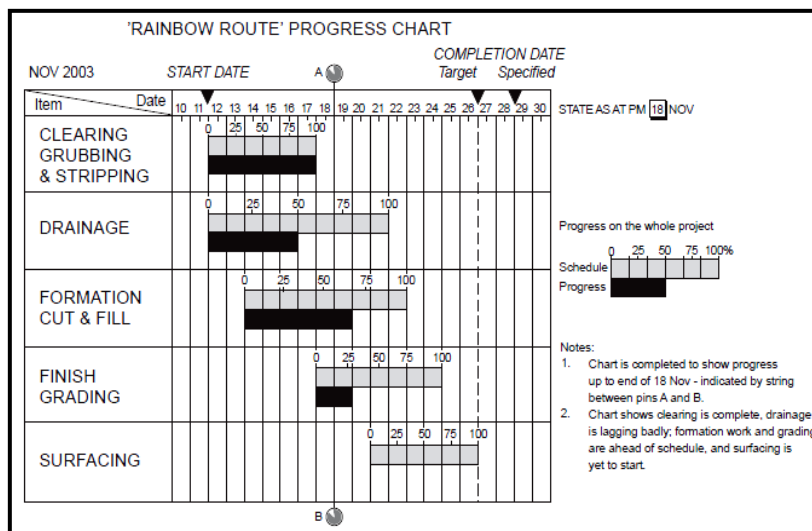 'RAINBOW ROUTE' PROGRESS CHART
COMPLETION DATE
NOV 2003 START DATE A Target Specified
Item Date 10 11 12 13 14 15 16 17 18 19 20 21 22 23 24 25 26 27 28 29 30
STATE AS AT PM 18 NOV
0 25 50 75 100
CLEARING
GRUBBING
& STRIPPING
0 25 50 75 100
DRAINAGE
0 25 50 75 100
FORMATION
CUT & FILL
0 25 50 75 100
FINISH
GRADING
0 25 50 75 100
SURFACING
B
Progress on the whole project
0 25 50 75 100%
Schedule
Progress
Notes:
1. Chart is completed to show progress
up to end of 18 Nov - indicated by string
between pins A and B.
2. Chart shows clearing is complete, drainage
is lagging badly; formation work and grading
are ahead of schedule, and surfacing is
yet to start.